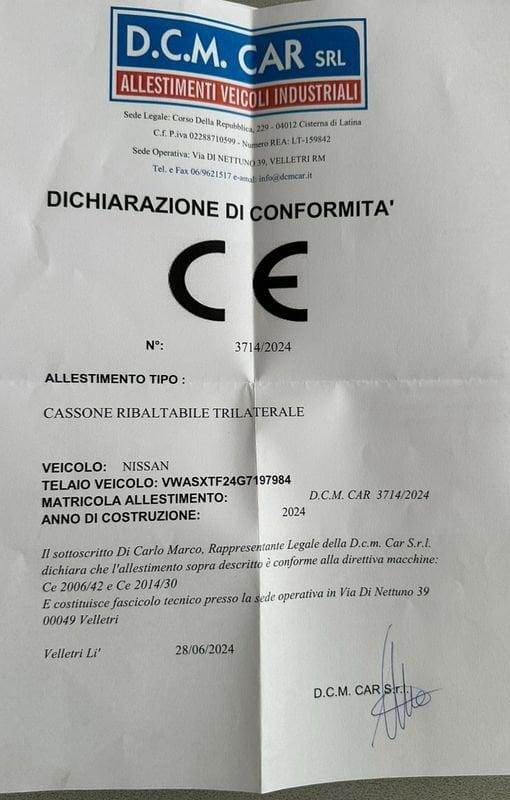 D.C.M. CAR SRL
ALLESTIMENTI VEICOLI INDUSTRIALI
Sede Legale: Corso Della Repubblica, 229 - 04012 Cisterna di Latina
C.f. P.iva 02288710599 - Numero REA: LT-159842
Sede Operativa: Via DI NETTUNO 39, VELLETRI RM
Tel. e Fax 06/9621517 e-amail: info@dcmcar.it
DICHIARAZIONE DI CONFORMITA'
CE
N°: 3714/2024
ALLESTIMENTO TIPO :
CASSONE RIBALTABILE TRILATERALE
VEICOLO: NISSAN
TELAIO VEICOLO: VWASXTF24G7197984
MATRICOLA ALLESTIMENTO: D.C.M. CAR 3714/2024
ANNO DI COSTRUZIONE: 2024
Il sottoscritto Di Carlo Marco, Rappresentante Legale della D.c.m. Car S.r.l.
dichiara che l'allestimento sopra descritto è conforme alla direttiva macchine:
Ce 2006/42 e Ce 2014/30
E costituisce fascicolo tecnico presso la sede operativa in Via Di Nettuno 39
00049 Velletri
Velletri Li' 28/06/2024
D.C.M. CAR S.r.l.